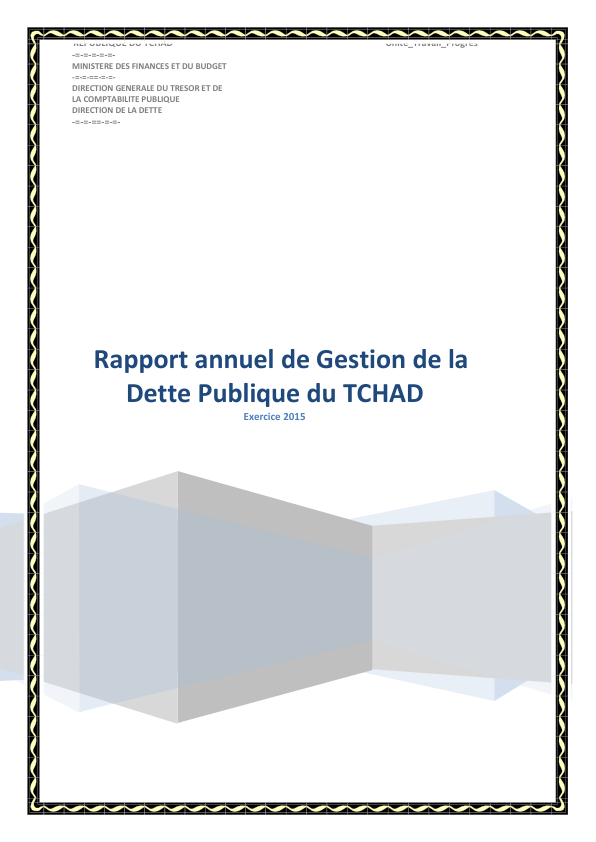 REPUBLIQUE DU TCHAD
Unité_Travail_Progrès
-=-=-=-=-=-
MINISTERE DES FINANCES ET DU BUDGET
-=-=-==-=-=-
DIRECTION GENERALE DU TRESOR ET DE
LA COMPTABILITE PUBLIQUE
DIRECTION DE LA DETTE
-=-=-==-=-=-
Rapport annuel de Gestion de la
Dette Publique du TCHAD
Exercice 2015